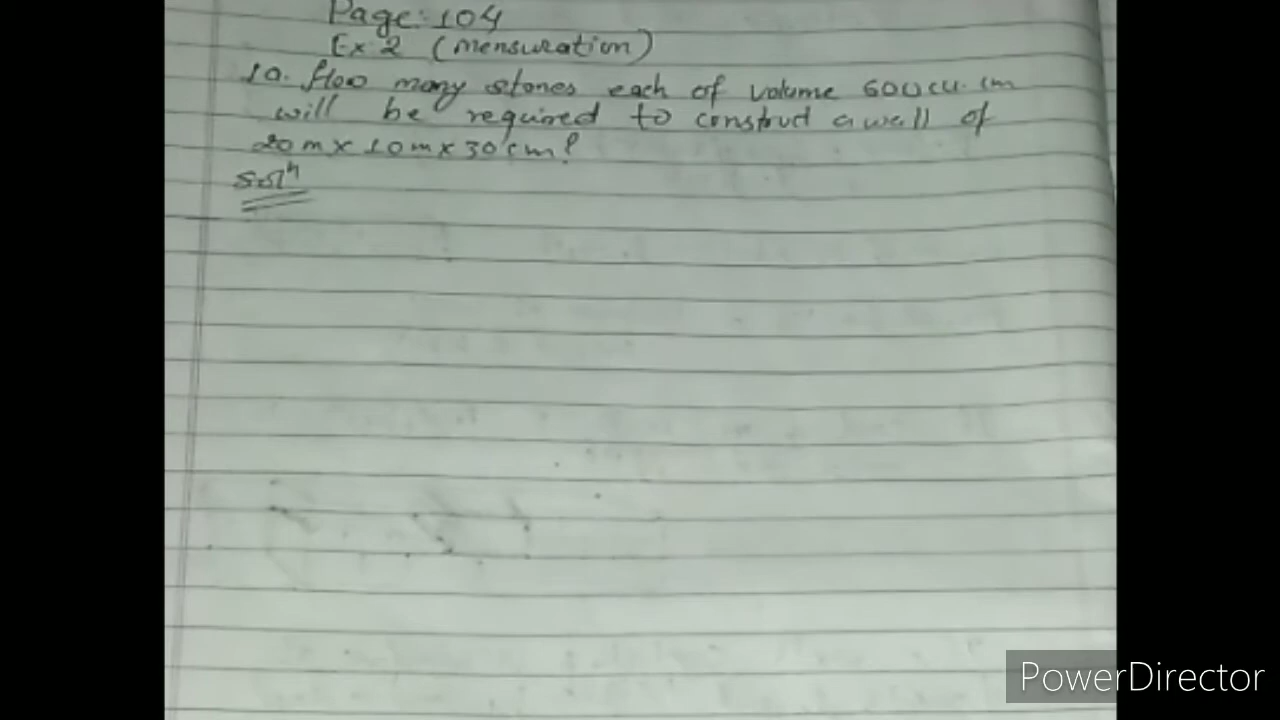 Page: 104
Ex 2 (mensuration)
10. How many stones each of volume 600 cu. cm
will be required to construct a wall of
20 m x 10 m x 30 cm?
Solⁿ
PowerDirector